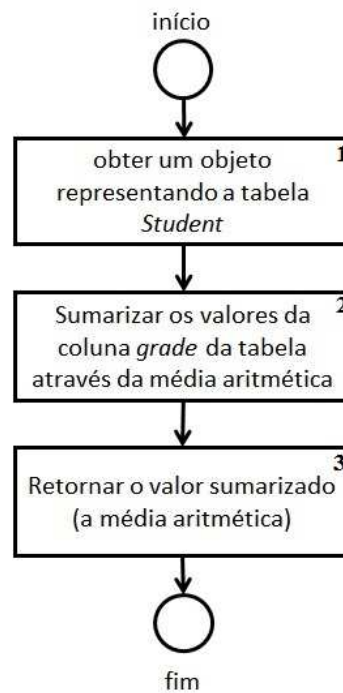 início
1
obter um objeto
representando a tabela
Student
2
Sumarizar os valores da
coluna grade da tabela
através da média aritmética
3
Retornar o valor sumarizado
(a média aritmética)
fim